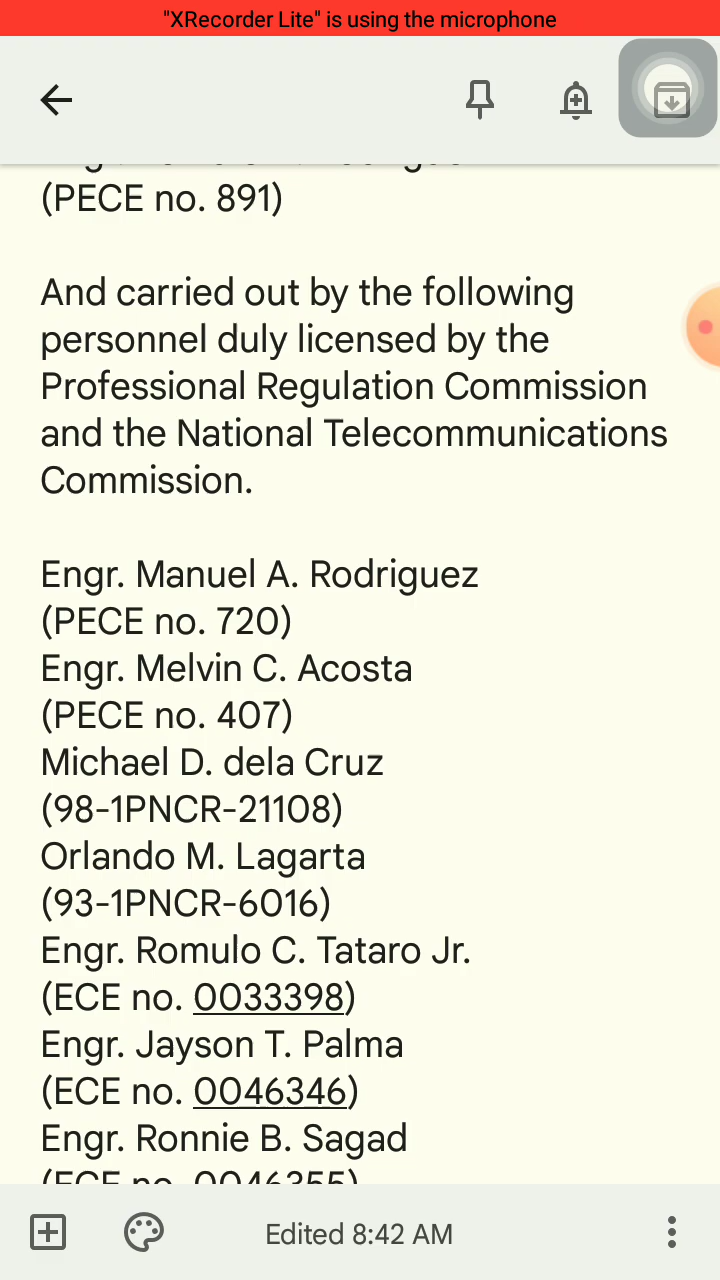 "XRecorder Lite" is using the microphone
(PECE no. 891)
And carried out by the following
personnel duly licensed by the
Professional Regulation Commission
and the National Telecommunications
Commission.
Engr. Manuel A. Rodriguez
(PECE no. 720)
Engr. Melvin C. Acosta
(PECE no. 407)
Michael D. dela Cruz
(98-1PNCR-21108)
Orlando M. Lagarta
(93-1PNCR-6016)
Engr. Romulo C. Tataro Jr.
(ECE no. 0033398)
Engr. Jayson T. Palma
(ECE no. 0046346)
Engr. Ronnie B. Sagad
(ECE no. 0046355)
Edited 8:42 AM